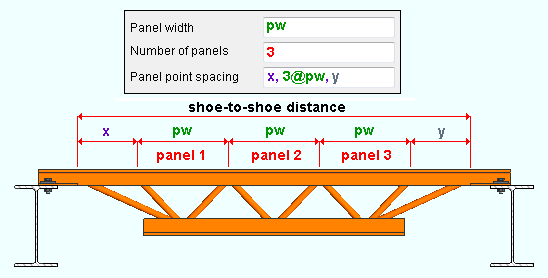 Panel width pw
Number of panels 3
Panel point spacing x, 3@pw, y
shoe-to-shoe distance
x pw pw pw y
panel 1 panel 2 panel 3